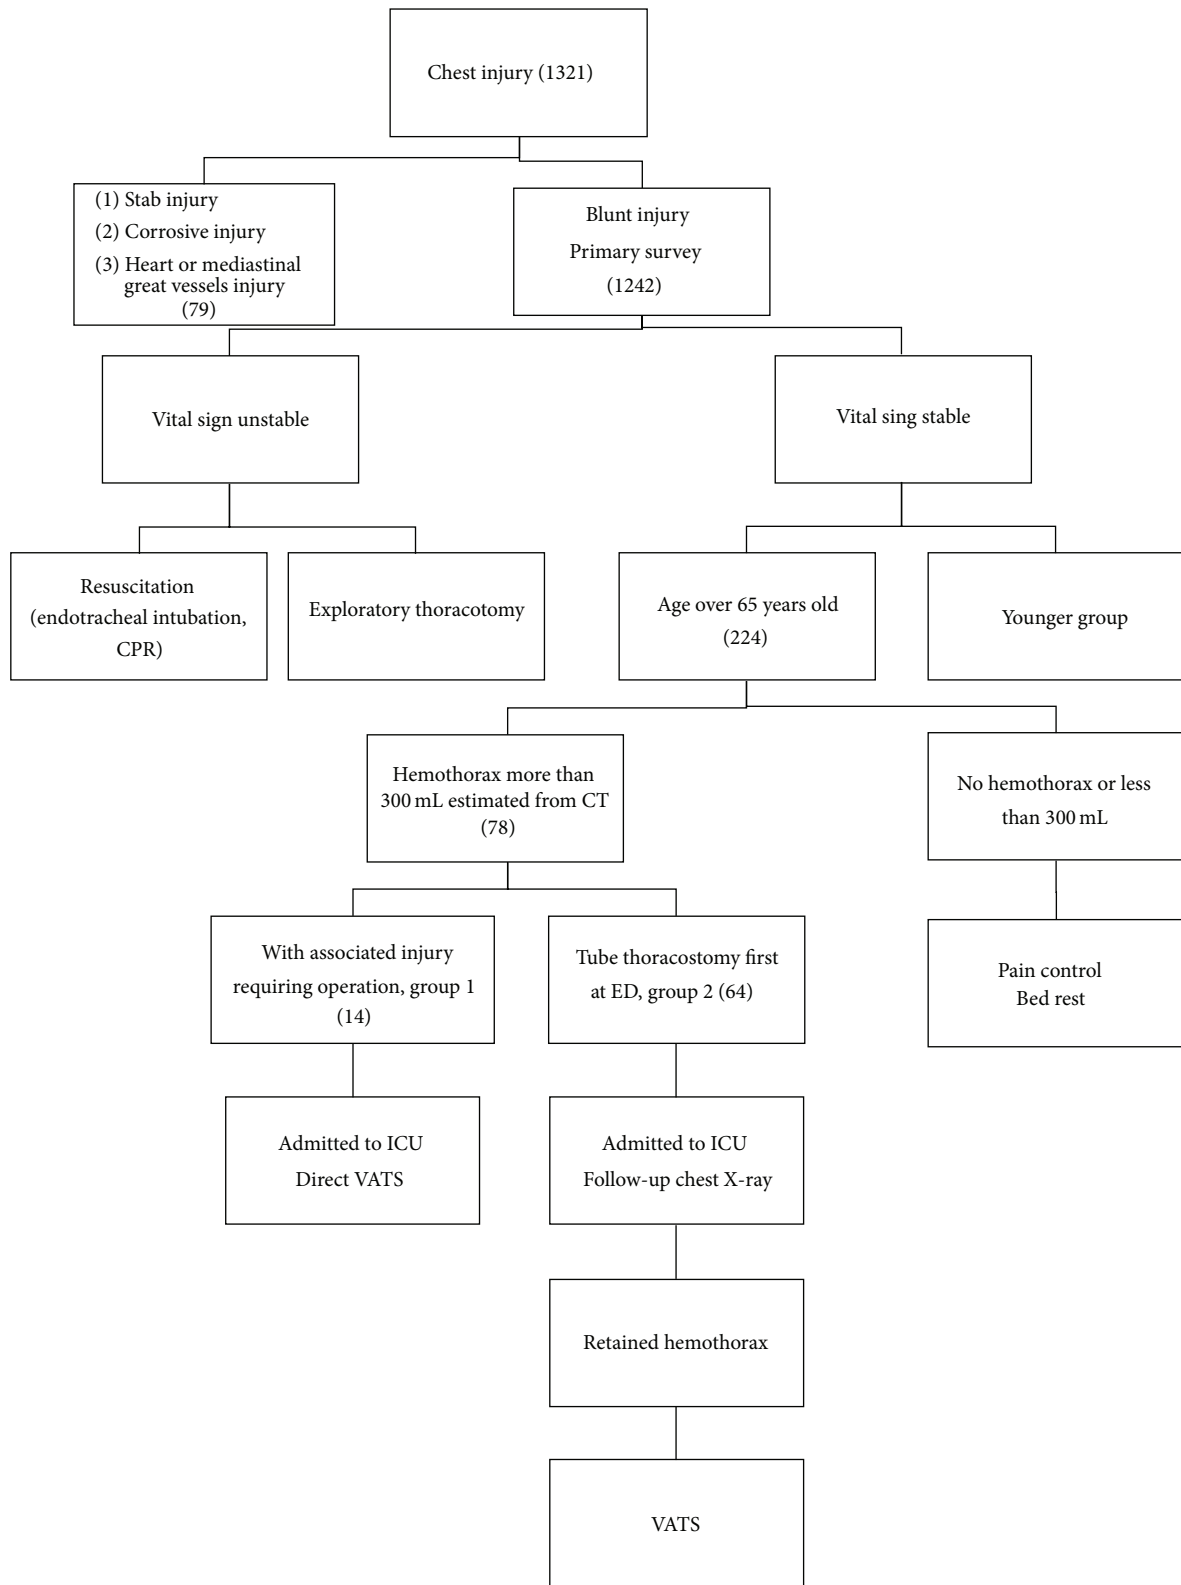 Chest injury (1321)
(1) Stab injury
(2) Corrosive injury
(3) Heart or mediastinal
great vessels injury
(79)
Blunt injury
Primary survey
(1242)
Vital sign unstable
Vital sing stable
Resuscitation
(endotracheal intubation,
CPR)
Exploratory thoracotomy
Age over 65 years old
(224)
Younger group
Hemothorax more than
300 mL estimated from CT
(78)
No hemothorax or less
than 300 mL
With associated injury
requiring operation, group 1
(14)
Tube thoracostomy first
at ED, group 2 (64)
Pain control
Bed rest
Admitted to ICU
Direct VATS
Admitted to ICU
Follow-up chest X-ray
Retained hemothorax
VATS